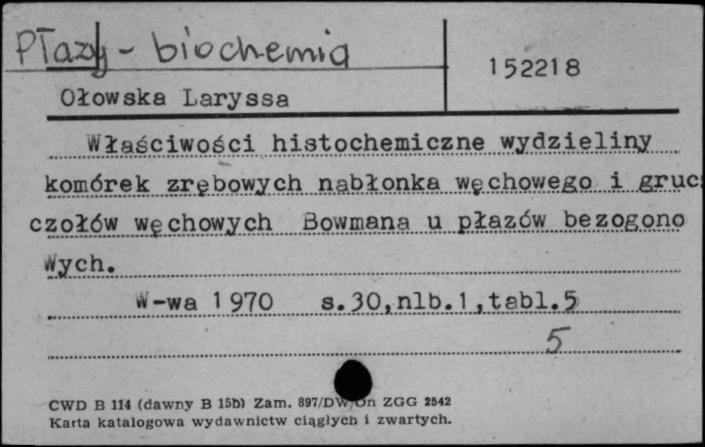 Płazy - biochemia
152218
Ołowska Laryssa
Właściwości histochemiczne wydzieliny
komórek zrębowych nabłonka węchowego i gruc
czołów węchowych Bowmana u płazów bezogono
wych.
W-wa 1970 s.30,nlb.1,tabl.5
5
CWD B 114 (dawny B 15b) Zam. 897/DW/On ZGG 2542
Karta katalogowa wydawnictw ciągłych i zwartych.